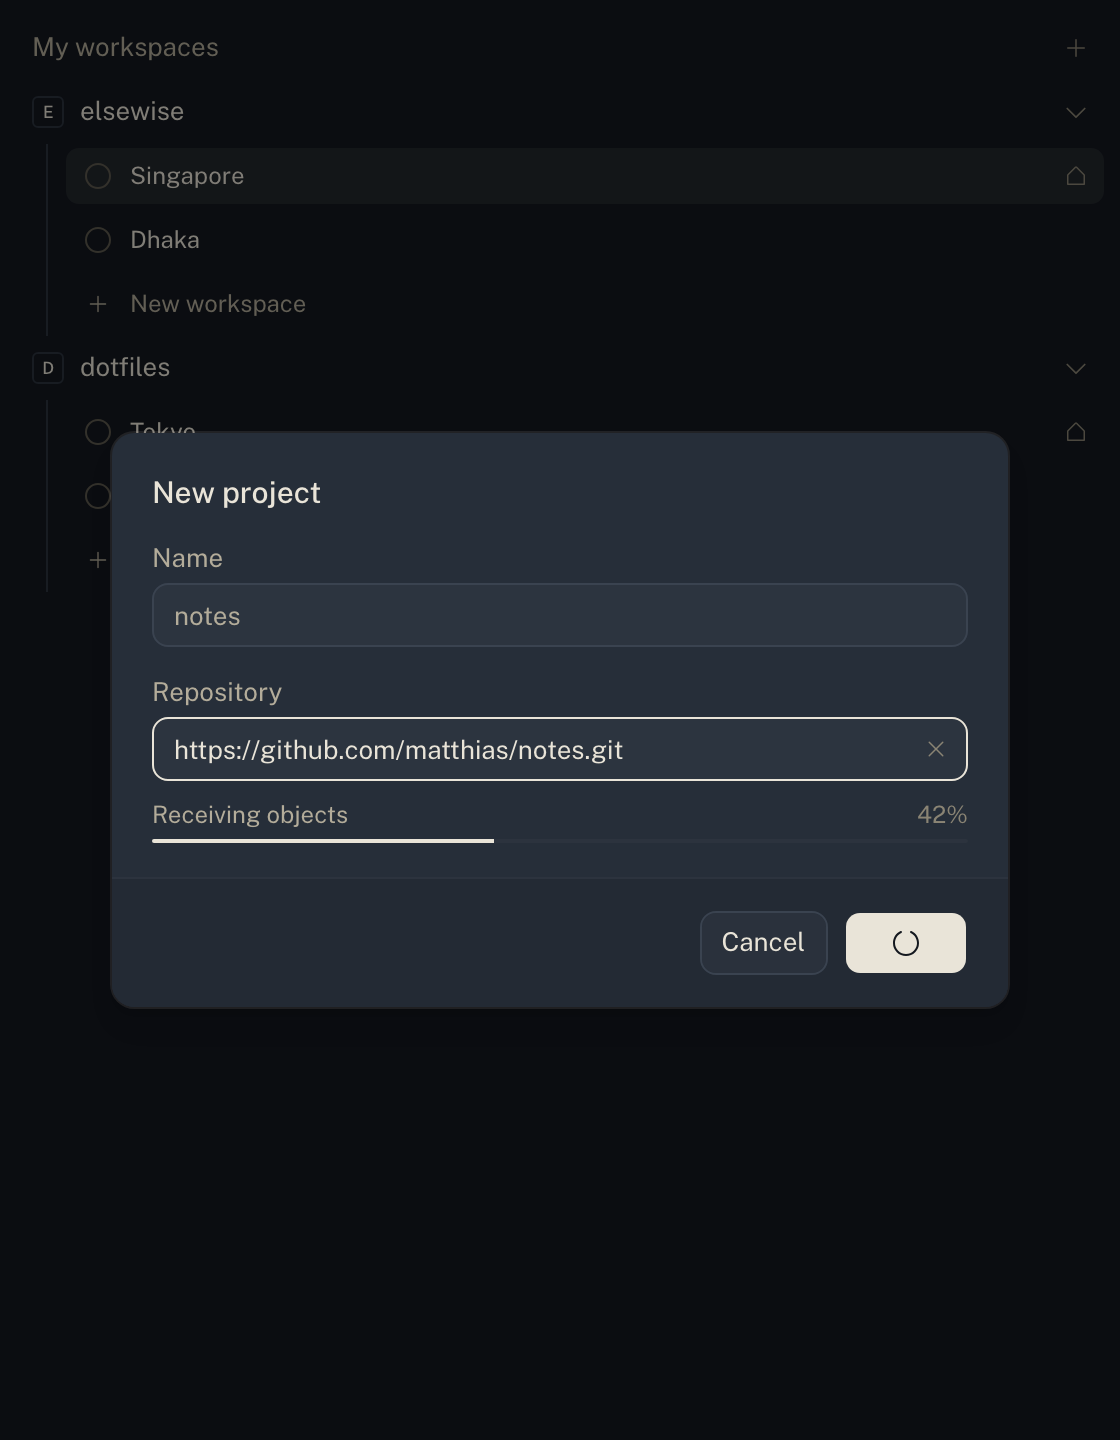 My workspaces
E elsewise
Singapore
Dhaka
New workspace
D dotfiles
Tokyo
New project
Name
notes
Repository
https://github.com/matthias/notes.git
Receiving objects 42%
Cancel